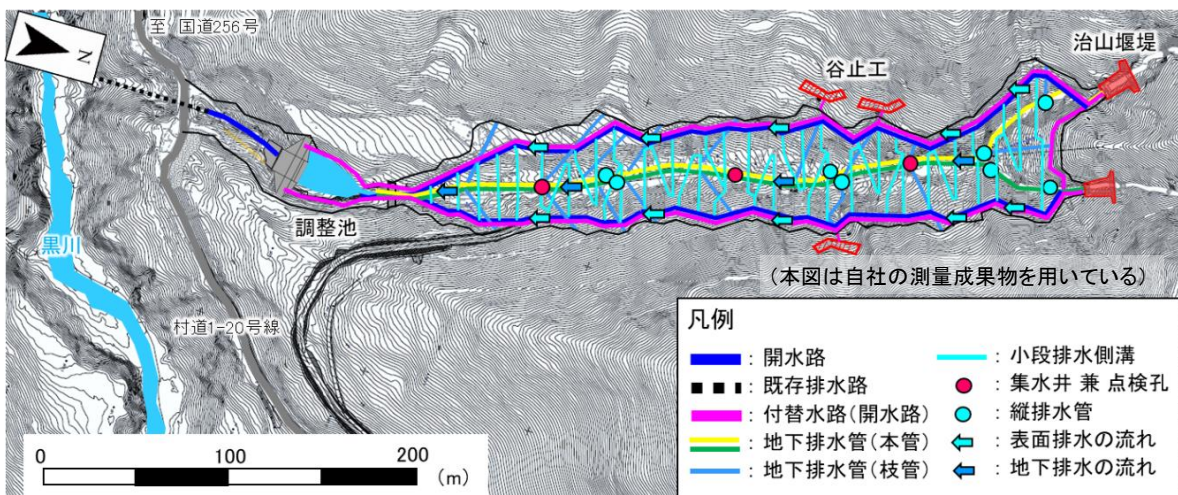 至 国道256号
N
治山堰堤
谷止工
調整池
黒川
村道1-20号線
(本図は自社の測量成果物を用いている)
凡例
:開水路
:既存排水路
:付替水路(開水路)
:地下排水管(本管)
:地下排水管(枝管)
:小段排水側溝
:集水井 兼 点検孔
:縦排水管
:表面排水の流れ
:地下排水の流れ
0 100 200
(m)